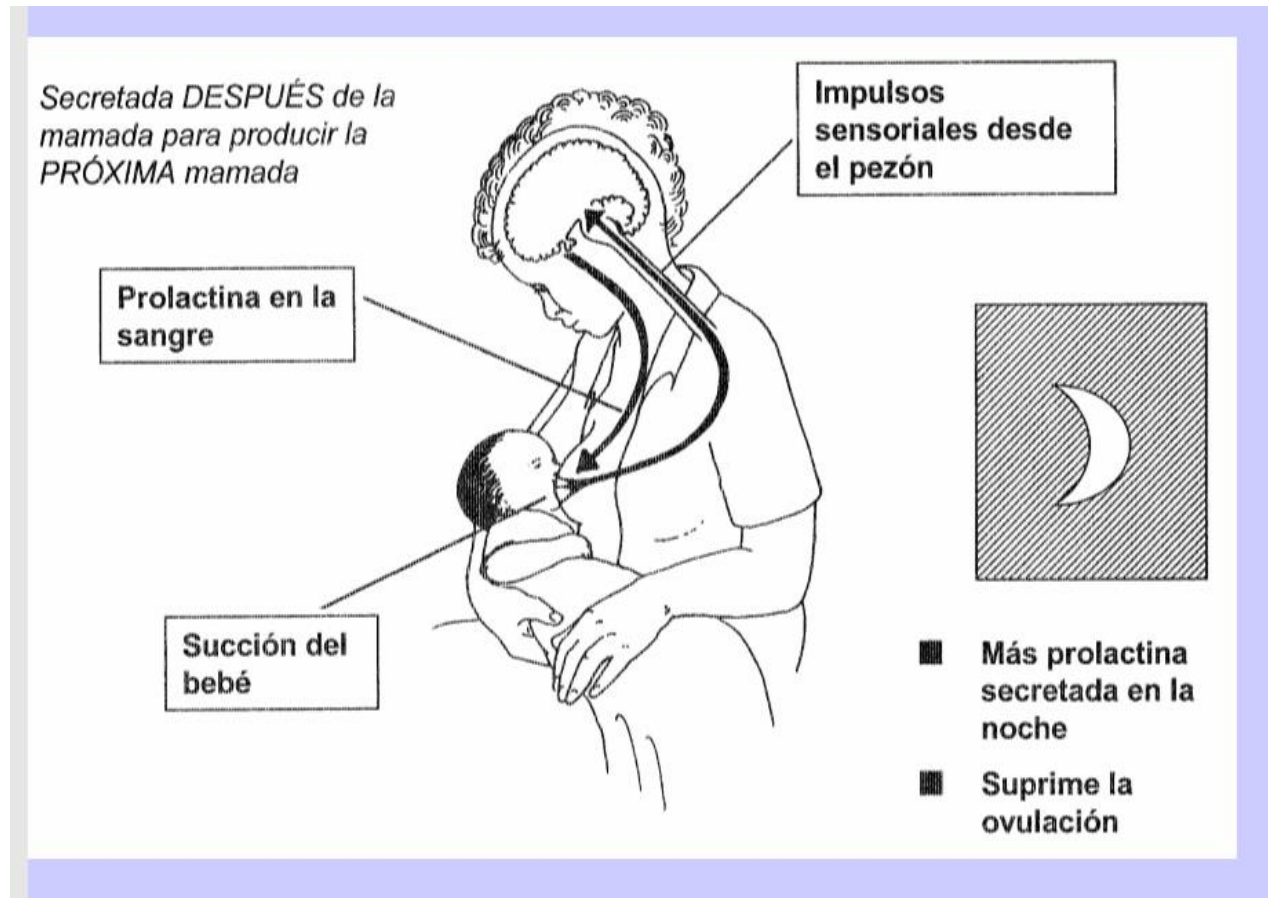 Secretada DESPUÉS de la
mamada para producir la
PRÓXIMA mamada
Impulsos
sensoriales desde
el pezón
Prolactina en la
sangre
Succión del
bebé
Más prolactina
secretada en la
noche
Suprime la
ovulación